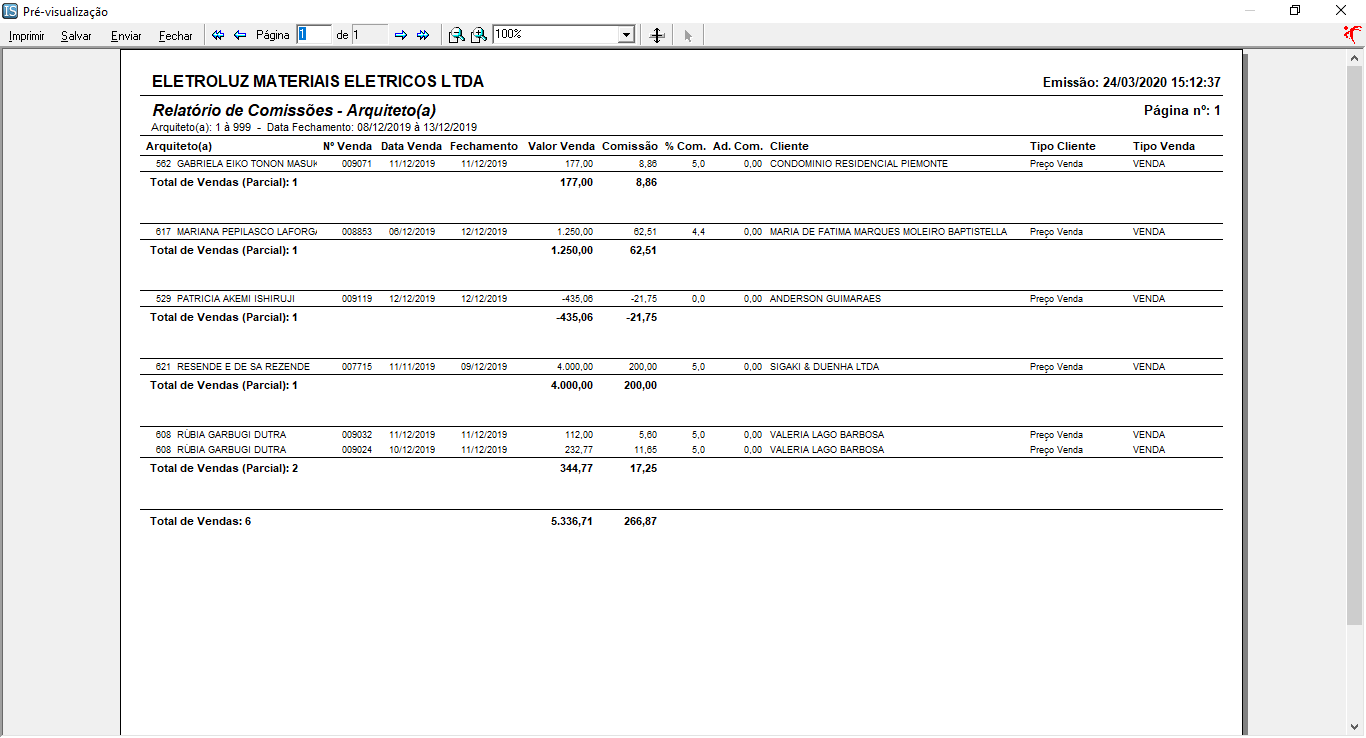 Pré-visualização
Imprimir Salvar Enviar Fechar Página 1 de 1 100%
ELETROLUZ MATERIAIS ELETRICOS LTDA Emissão: 24/03/2020 15:12:37
Relatório de Comissões - Arquiteto(a) Página nº: 1
Arquiteto(a): 1 à 999 - Data Fechamento: 08/12/2019 à 13/12/2019
Arquiteto(a) Nº Venda Data Venda Fechamento Valor Venda Comissão % Com. Ad. Com. Cliente Tipo Cliente Tipo Venda
562 GABRIELA EIKO TONON MASUK 009071 11/12/2019 11/12/2019 177,00 8,86 5,0 0,00 CONDOMINIO RESIDENCIAL PIEMONTE Preço Venda VENDA
Total de Vendas (Parcial): 1 177,00 8,86
617 MARIANA PEPILASCO LAFORGA 008853 06/12/2019 12/12/2019 1.250,00 62,51 4,4 0,00 MARIA DE FATIMA MARQUES MOLEIRO BAPTISTELLA Preço Venda VENDA
Total de Vendas (Parcial): 1 1.250,00 62,51
529 PATRICIA AKEMI ISHIRUJI 009119 12/12/2019 12/12/2019 -435,06 -21,75 0,0 0,00 ANDERSON GUIMARAES Preço Venda VENDA
Total de Vendas (Parcial): 1 -435,06 -21,75
621 RESENDE E DE SA REZENDE 007715 11/11/2019 09/12/2019 4.000,00 200,00 5,0 0,00 SIGAKI & DUENHA LTDA Preço Venda VENDA
Total de Vendas (Parcial): 1 4.000,00 200,00
608 RÚBIA GARBUGI DUTRA 009032 11/12/2019 11/12/2019 112,00 5,60 5,0 0,00 VALERIA LAGO BARBOSA Preço Venda VENDA
608 RÚBIA GARBUGI DUTRA 009024 10/12/2019 11/12/2019 232,77 11,65 5,0 0,00 VALERIA LAGO BARBOSA Preço Venda VENDA
Total de Vendas (Parcial): 2 344,77 17,25
Total de Vendas: 6 5.336,71 266,87